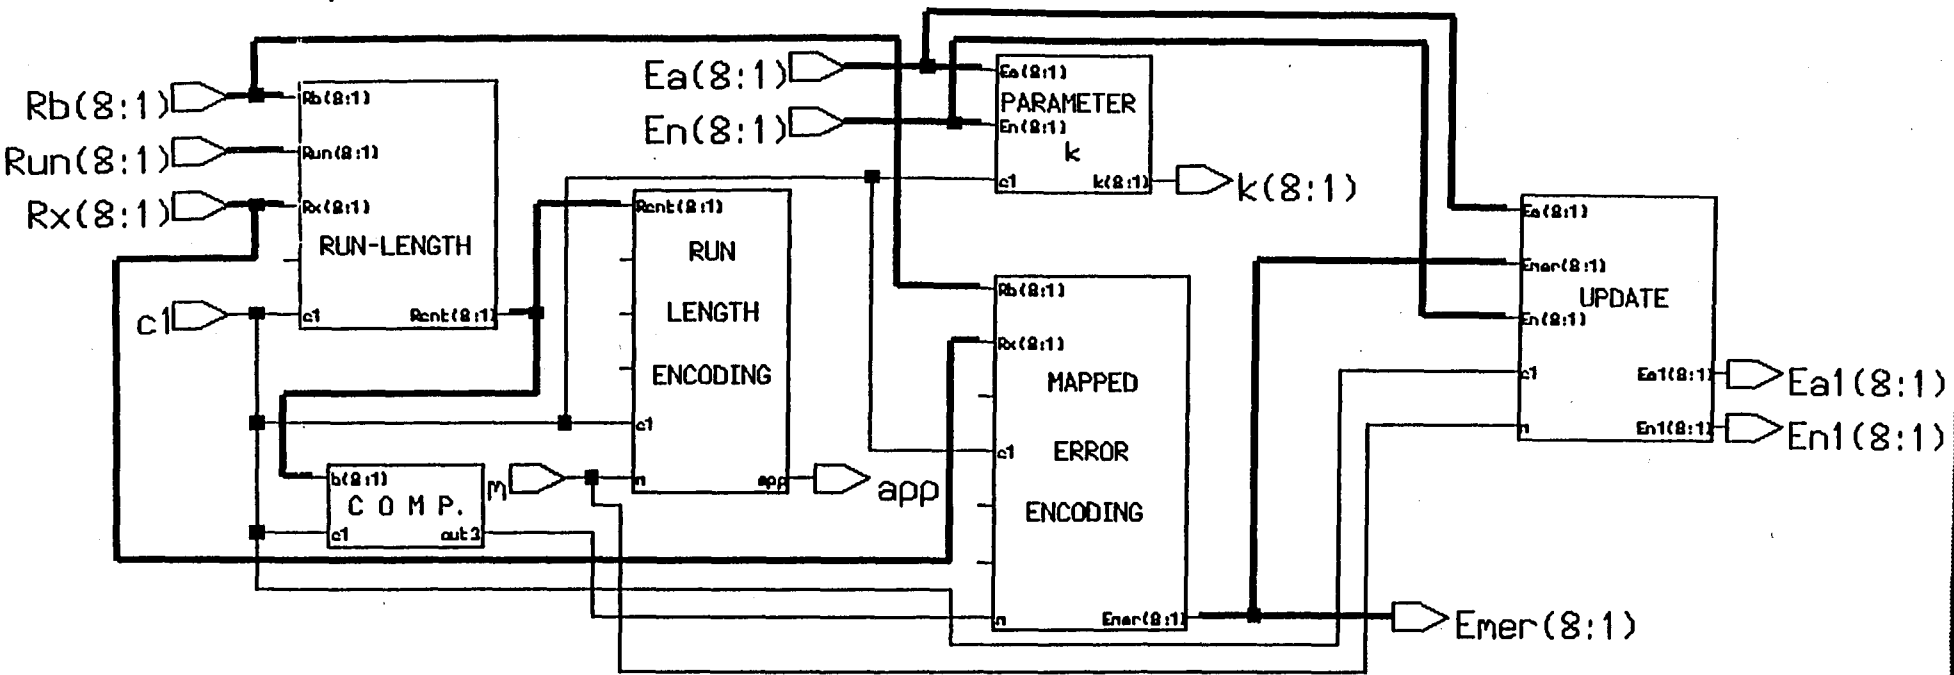 Rb(8:1)
Run(8:1)
Rx(8:1)
c1
Rb(8:1)
Run(8:1)
Rx(8:1)
RUN-LENGTH
c1
Rcnt(8:1)
b(8:1)
C O M P.
c1
out3
m
Rcnt(8:1)
RUN
LENGTH
ENCODING
c1
m
app
app
Ea(8:1)
En(8:1)
Ea(8:1)
PARAMETER
En(8:1)
k
c1
k(8:1)
k(8:1)
Rb(8:1)
Rx(8:1)
MAPPED
ERROR
c1
ENCODING
m
Emer(8:1)
Emer(8:1)
Ea(8:1)
Emer(8:1)
UPDATE
En(8:1)
c1
Ea1(8:1)
m
En1(8:1)
Ea1(8:1)
En1(8:1)